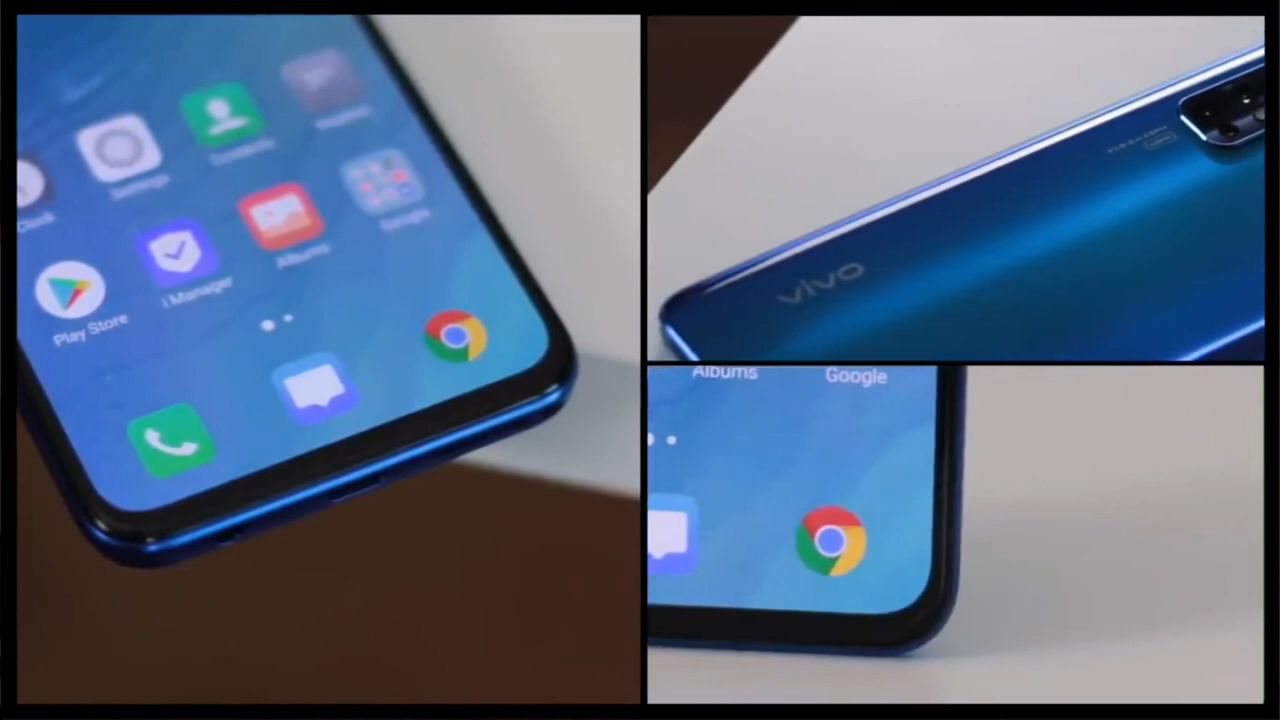 Contacts
Settings
Clock
Google
Albums
i Manager
Play Store
vivo
Albums
Google